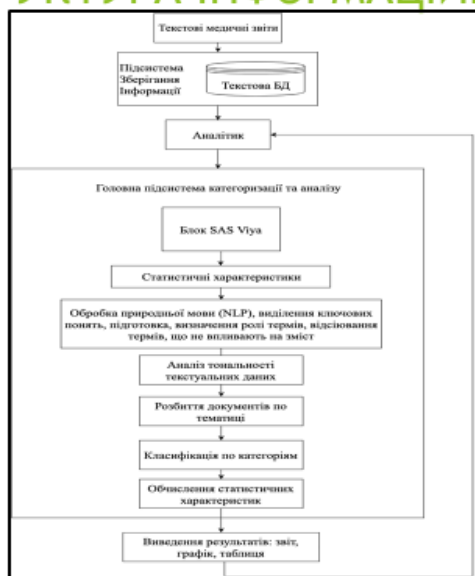 Текстові медичні звіти
Підсистема
Зберігання
Інформації
Текстова БД
Аналітик
Головна підсистема категоризації та аналізу
Блок SAS Viya
Статистичні характеристики
Обробка природньої мови (NLP), виділення ключових
понять, підготовка, визначення ролі термів, відсіювання
термів, що не впливають на зміст
Аналіз тональності
текстуальних даних
Розбиття документів по
тематиці
Класифікація по категоріям
Обчислення статистичних
характеристик
Виведення результатів: звіт,
графік, таблиця